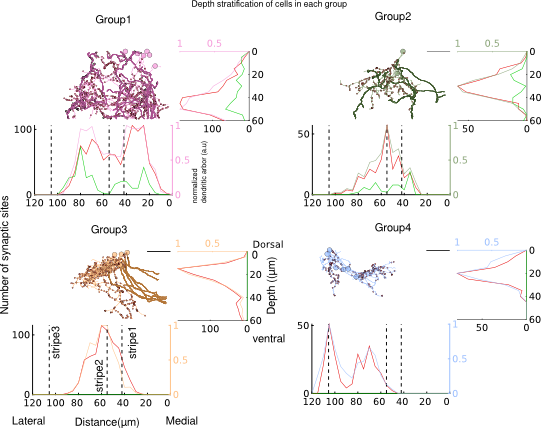 Depth stratification of cells in each group
Group1
Group2
1 0.5
1 0.5
0
20
40
60
100 0
0
20
40
60
50 0
100
0
1
0.5
0
50
0
1
0.5
0
120 100 80 60 40 20 0
120 100 80 60 40 20 0
normalized
dendritic arbor (a.u)
Number of synaptic sites
Group3
Group4
1 0.5
Dorsal
1 0.5
0
20
40
60
100 0
Depth ((μm)
ventral
0
20
40
60
50 0
100
0
stripe3
stripe2
stripe1
1
0.5
0
50
0
1
0.5
0
120 100 80 60 40 20 0
120 100 80 60 40 20 0
Lateral Distance(μm) Medial